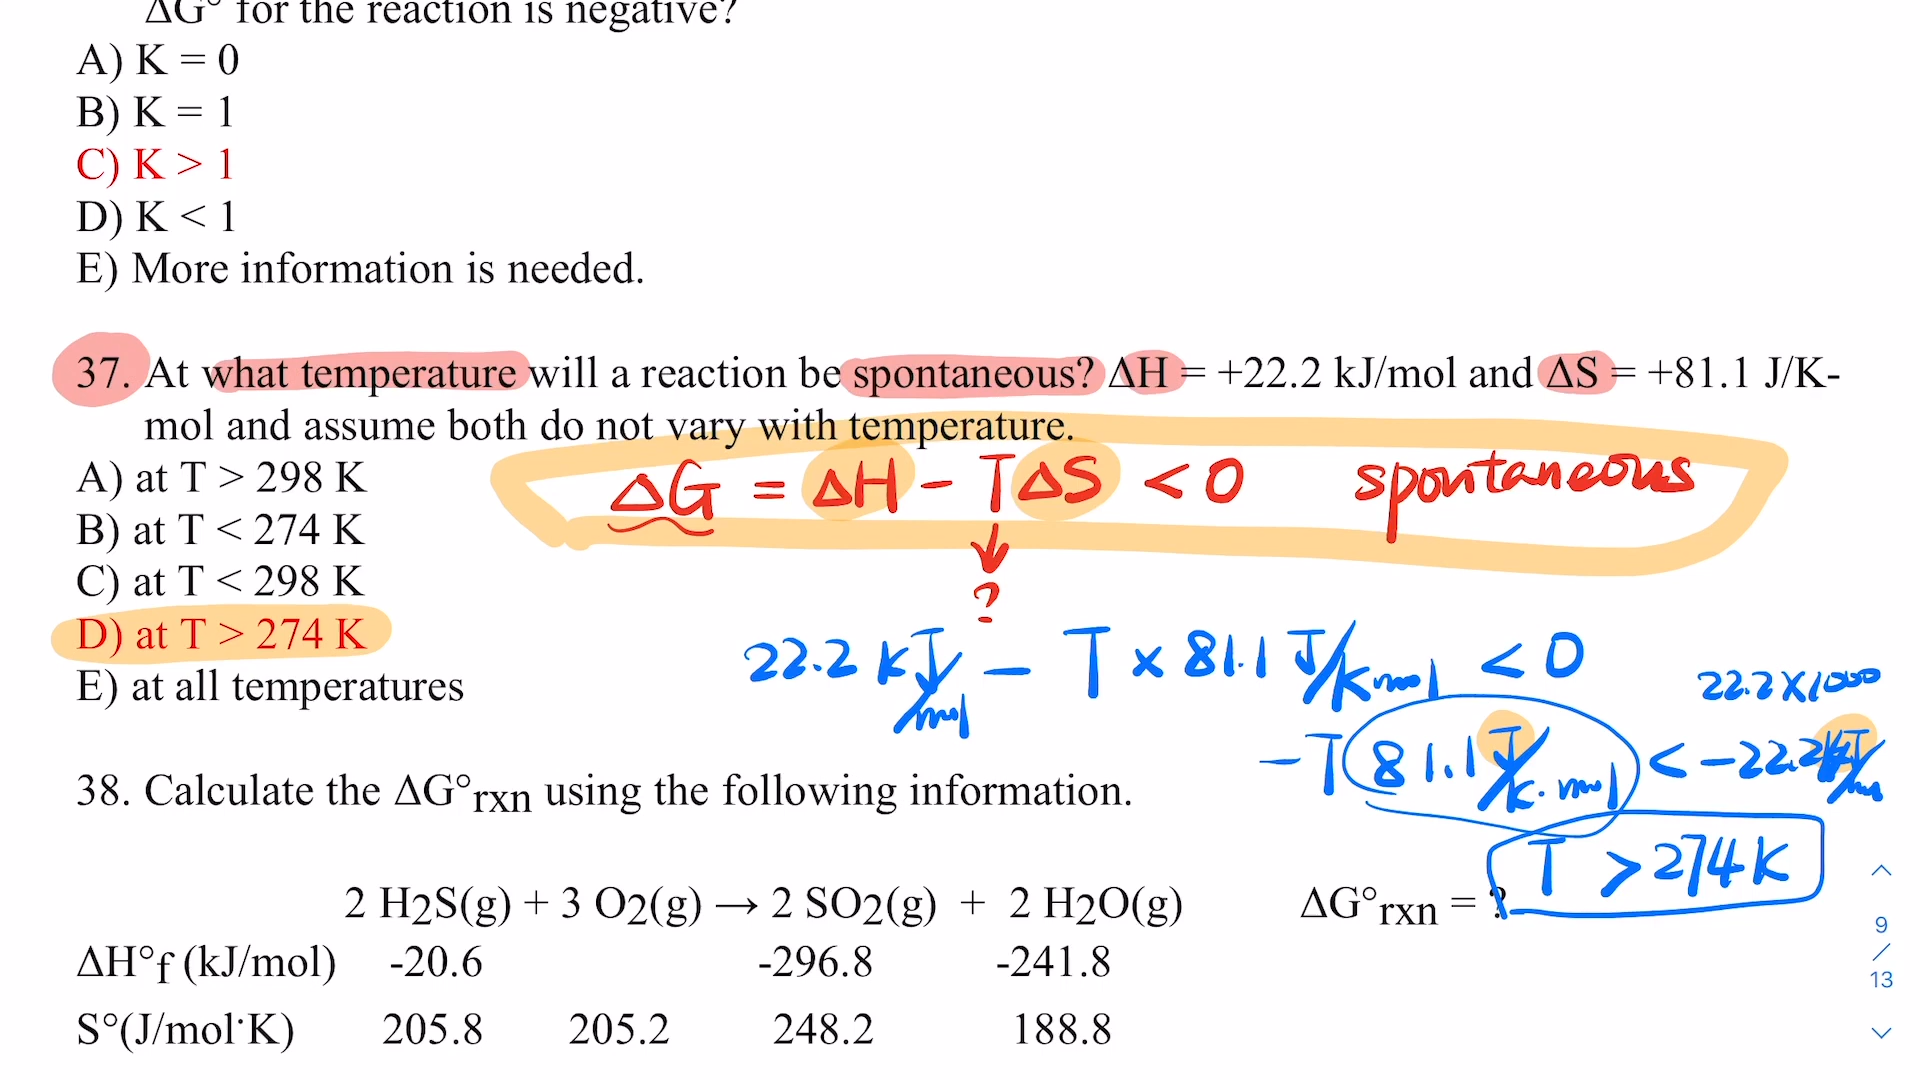 ΔG° for the reaction is negative?
A) K = 0
B) K = 1
C) K > 1
D) K < 1
E) More information is needed.
37. At what temperature will a reaction be spontaneous? ΔH = +22.2 kJ/mol and ΔS = +81.1 J/K-
mol and assume both do not vary with temperature.
A) at T > 298 K
B) at T < 274 K
C) at T < 298 K
D) at T > 274 K
E) at all temperatures
ΔG = ΔH - TΔS < 0 spontaneous
?
22.2 kJ/mol - T × 81.1 J/K mol < 0
22.2X1000
-T 81.1 J/K. mol < -22.2 kJ/mol
T > 274K
38. Calculate the ΔG°rxn using the following information.
2 H2S(g) + 3 O2(g) → 2 SO2(g) + 2 H2O(g) ΔG°rxn = ?
ΔH°f (kJ/mol) -20.6 -296.8 -241.8
S°(J/mol·K) 205.8 205.2 248.2 188.8
9
/
13